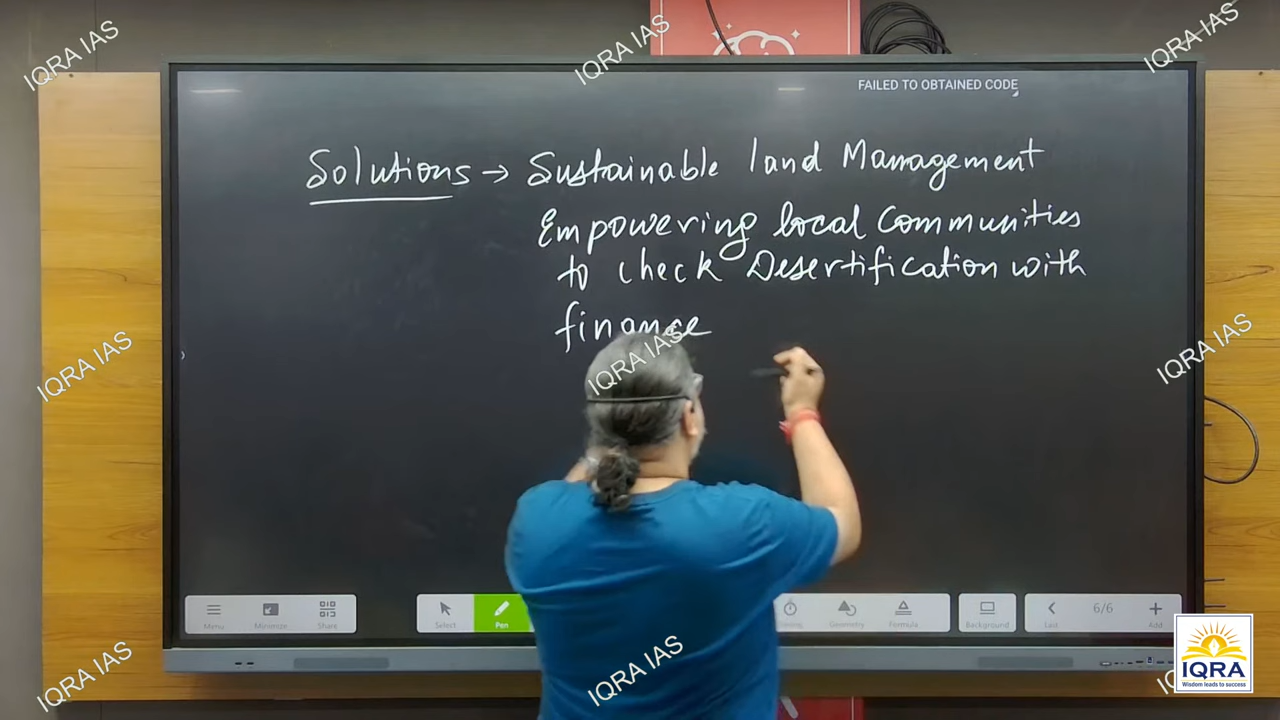 IQRA IAS
IQRA IAS
IQRA IAS
FAILED TO OBTAINED CODE
Solutions → Sustainable land Management
Empowering local Communities
to check Desertification with
finance
IQRA IAS
IQRA IAS
IQRA IAS
Menu
Minimize
Share
Select
Pen
Geometry
Formula
Background
Last
6/6
Add
IQRA IAS
IQRA IAS
IQRA
Wisdom leads to success